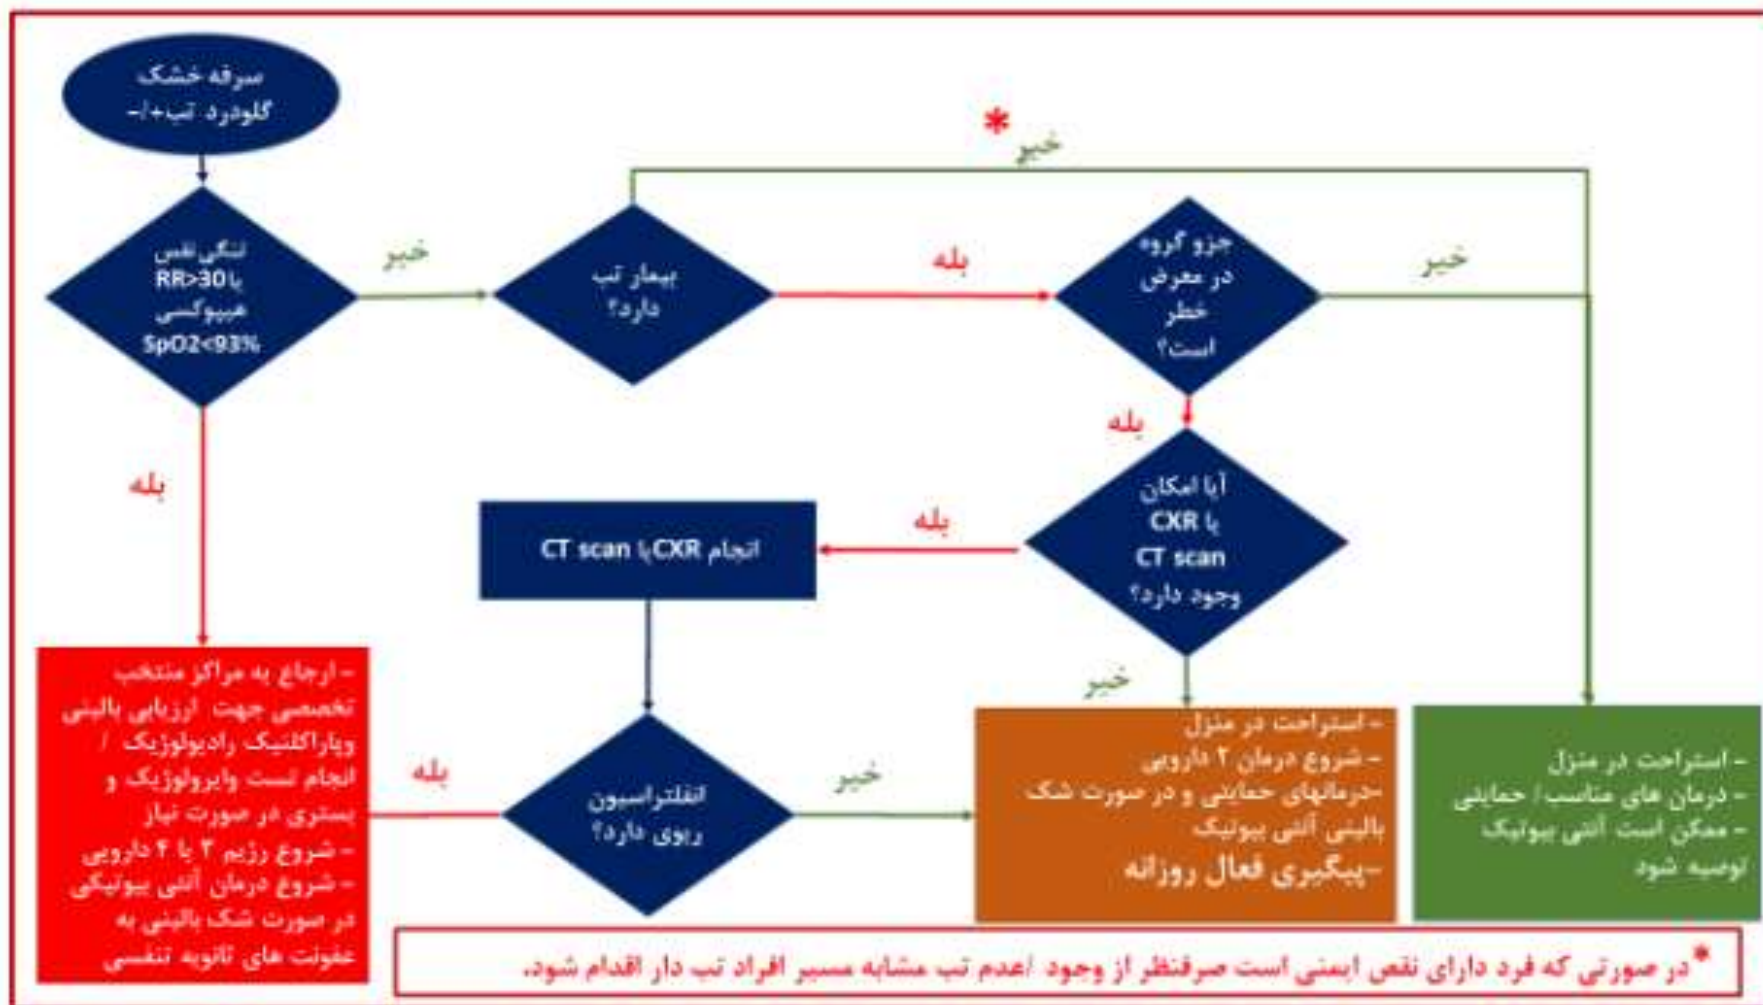 سرفه خشک
گلودرد تب+/-
تنگی نفس
یا RR>30
هیپوکسی
SpO2<93%
خیر
بیمار تب
دارد؟
*
خیر
بله
جزو گروه
در معرض
خطر
است؟
خیر
بله
آیا امکان
CXR یا
CT scan
وجود دارد؟
بله
انجام CXRیا CT scan
بله
خیر
انفلتراسیون
ریوی دارد؟
بله
خیر
- ارجاع به مراکز منتخب
تخصصی جهت ارزیابی بالینی
وپاراکلنیک رادیولوژیک /
انجام تست وایرولوژیک و
بستری در صورت نیاز
- شروع رژیم ۳ یا ۴ دارویی
- شروع درمان آنتی بیوتیکی
در صورت شک بالینی به
عفونت های ثانویه تنفسی
- استراحت در منزل
- شروع درمان ۲ دارویی
-درمانهای حمایتی و در صورت شک
بالینی آنتی بیوتیک
-پیگیری فعال روزانه
- استراحت در منزل
- درمان های مناسب/ حمایتی
- ممکن است آنتی بیوتیک
توصیه شود
*در صورتی که فرد دارای نقص ایمنی است صرفنظر از وجود /عدم تب مشابه مسیر افراد تب دار اقدام شود.